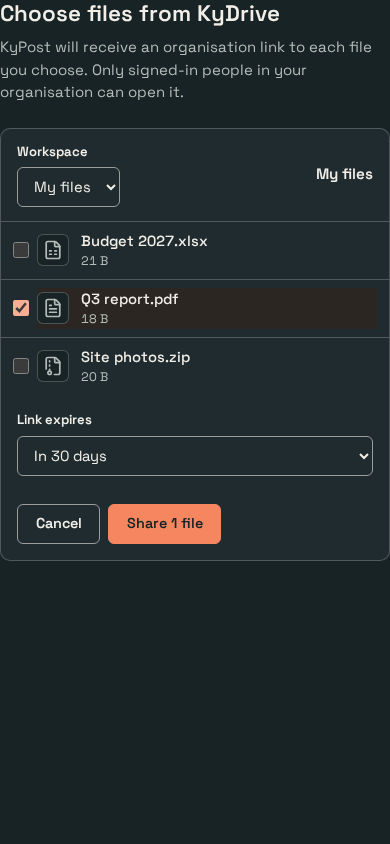 Choose files from KyDrive
KyPost will receive an organisation link to each file
you choose. Only signed-in people in your
organisation can open it.
Workspace
My files
My files
Budget 2027.xlsx
21 B
Q3 report.pdf
18 B
Site photos.zip
20 B
Link expires
In 30 days
Cancel
Share 1 file